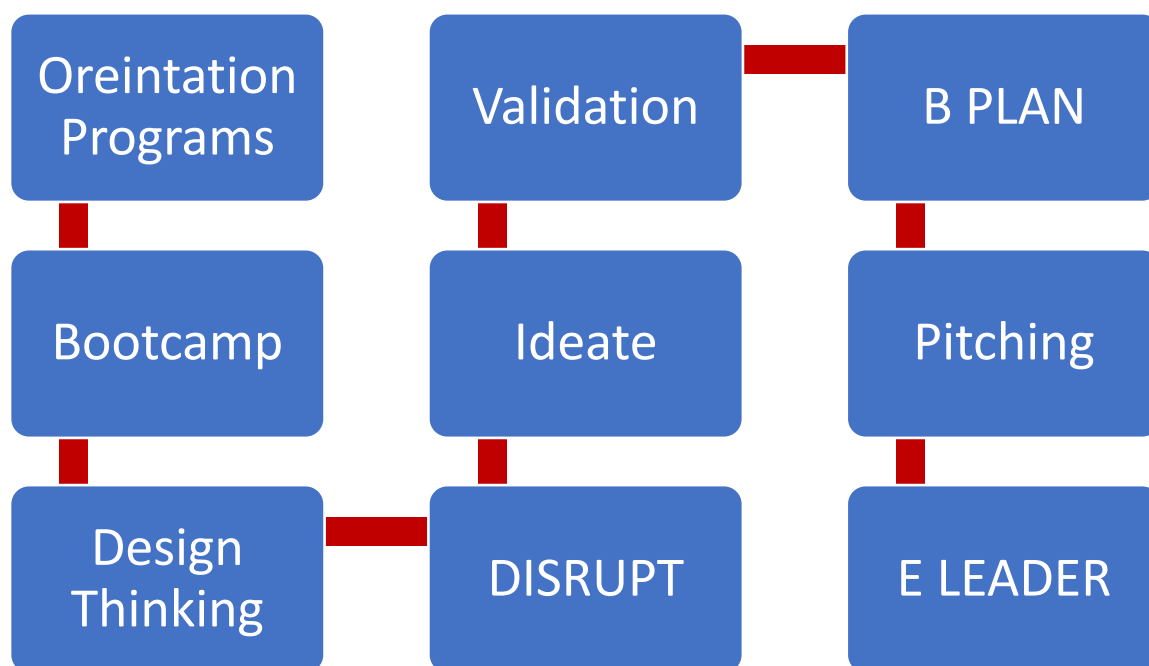 Oreintation
Programs
Bootcamp
Design
Thinking
DISRUPT
Ideate
Validation
B PLAN
Pitching
E LEADER